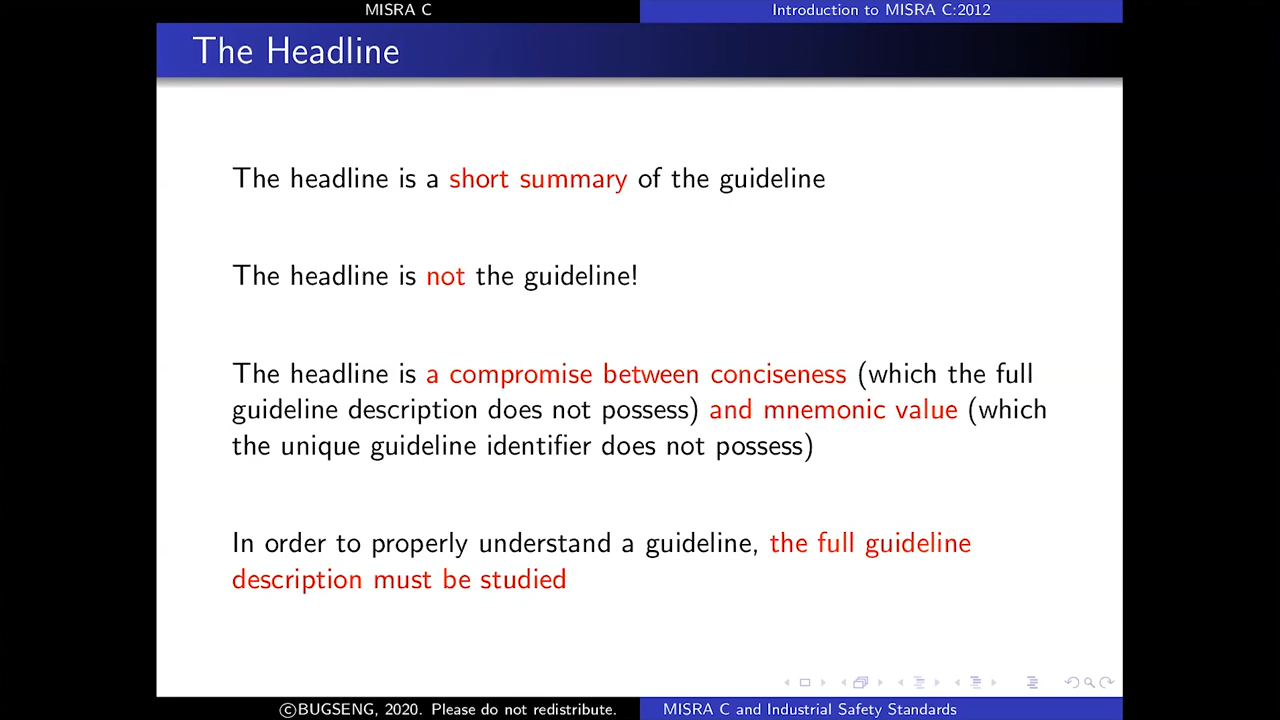 MISRA C
Introduction to MISRA C:2012
The Headline
The headline is a short summary of the guideline
The headline is not the guideline!
The headline is a compromise between conciseness (which the full
guideline description does not possess) and mnemonic value (which
the unique guideline identifier does not possess)
In order to properly understand a guideline, the full guideline
description must be studied
©BUGSENG, 2020. Please do not redistribute.
MISRA C and Industrial Safety Standards